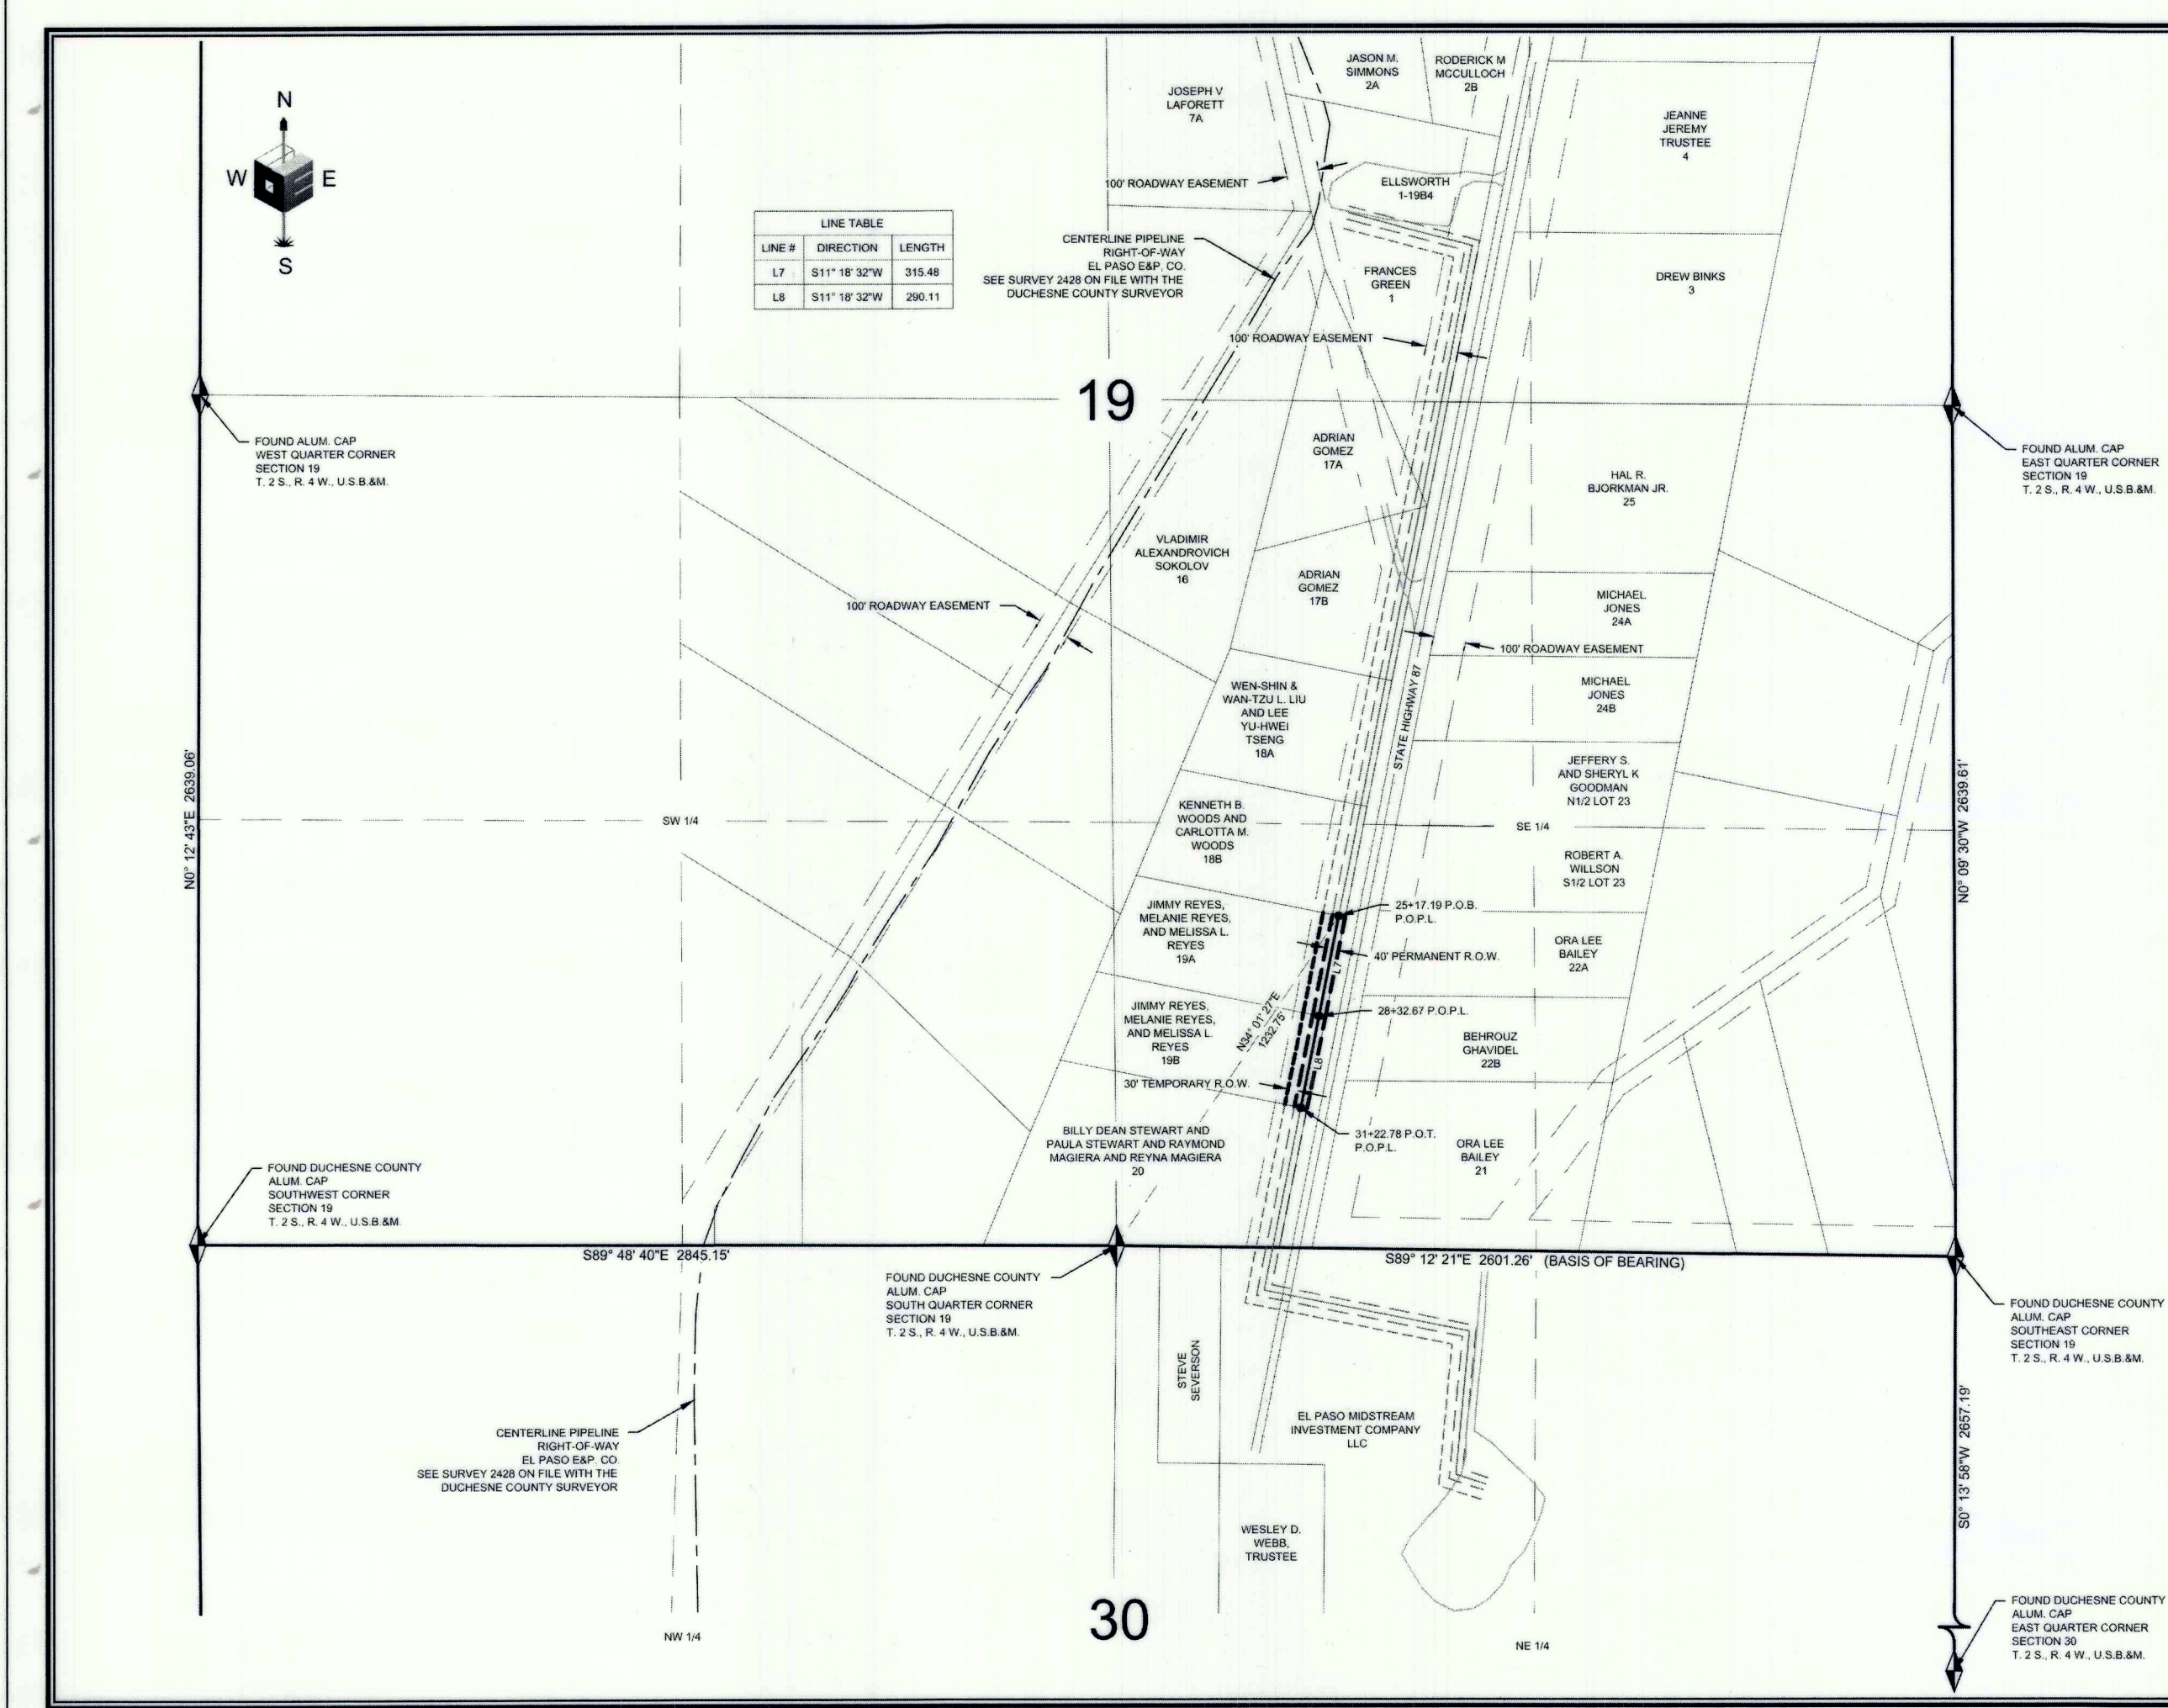 JASON M.
SIMMONS
2A
RODERICK M
MCCULLOCH
2B
JOSEPH V
LAFORETT
7A
JEANNE
JEREMY
TRUSTEE
4
N
W
E
S
100' ROADWAY EASEMENT
ELLSWORTH
1-19B4
LINE TABLE
LINE # DIRECTION LENGTH
L7 S11° 18' 32"W 315.48
L8 S11° 18' 32"W 290.11
CENTERLINE PIPELINE
RIGHT-OF-WAY
EL PASO E&P, CO.
SEE SURVEY 2428 ON FILE WITH THE
DUCHESNE COUNTY SURVEYOR
FRANCES
GREEN
1
DREW BINKS
3
100' ROADWAY EASEMENT
19
FOUND ALUM. CAP
WEST QUARTER CORNER
SECTION 19
T. 2 S., R. 4 W., U.S.B.&M.
ADRIAN
GOMEZ
17A
HAL R.
BJORKMAN JR.
25
FOUND ALUM. CAP
EAST QUARTER CORNER
SECTION 19
T. 2 S., R. 4 W., U.S.B.&M.
VLADIMIR
ALEXANDROVICH
SOKOLOV
16
ADRIAN
GOMEZ
17B
MICHAEL
JONES
24A
100' ROADWAY EASEMENT
100' ROADWAY EASEMENT
WEN-SHIN &
WAN-TZU L. LIU
AND LEE
YU-HWEI
TSENG
18A
STATE HIGHWAY 87
MICHAEL
JONES
24B
JEFFERY S.
AND SHERYL K
GOODMAN
N1/2 LOT 23
N0° 12' 43"E 2639.06'
N0° 09' 30"W 2639.61'
SW 1/4
KENNETH B.
WOODS AND
CARLOTTA M.
WOODS
18B
SE 1/4
ROBERT A.
WILLSON
S1/2 LOT 23
JIMMY REYES,
MELANIE REYES,
AND MELISSA L.
REYES
19A
25+17.19 P.O.B.
P.O.P.L.
40' PERMANENT R.O.W.
L7
ORA LEE
BAILEY
22A
JIMMY REYES,
MELANIE REYES,
AND MELISSA L.
REYES
19B
N34° 01' 27"E
1232.75'
28+32.67 P.O.P.L.
L8
BEHROUZ
GHAVIDEL
22B
30' TEMPORARY R.O.W.
BILLY DEAN STEWART AND
PAULA STEWART AND RAYMOND
MAGIERA AND REYNA MAGIERA
20
31+22.78 P.O.T.
P.O.P.L.
ORA LEE
BAILEY
21
FOUND DUCHESNE COUNTY
ALUM. CAP
SOUTHWEST CORNER
SECTION 19
T. 2 S., R. 4 W., U.S.B.&M.
S89° 48' 40"E 2845.15'
S89° 12' 21"E 2601.26' (BASIS OF BEARING)
FOUND DUCHESNE COUNTY
ALUM. CAP
SOUTH QUARTER CORNER
SECTION 19
T. 2 S., R. 4 W., U.S.B.&M.
FOUND DUCHESNE COUNTY
ALUM. CAP
SOUTHEAST CORNER
SECTION 19
T. 2 S., R. 4 W., U.S.B.&M.
STEVE
SEVERSON
CENTERLINE PIPELINE
RIGHT-OF-WAY
EL PASO E&P, CO.
SEE SURVEY 2428 ON FILE WITH THE
DUCHESNE COUNTY SURVEYOR
EL PASO MIDSTREAM
INVESTMENT COMPANY
LLC
S0° 13' 58"W 2657.19'
WESLEY D.
WEBB,
TRUSTEE
30
NW 1/4
NE 1/4
FOUND DUCHESNE COUNTY
ALUM. CAP
EAST QUARTER CORNER
SECTION 30
T. 2 S., R. 4 W., U.S.B.&M.